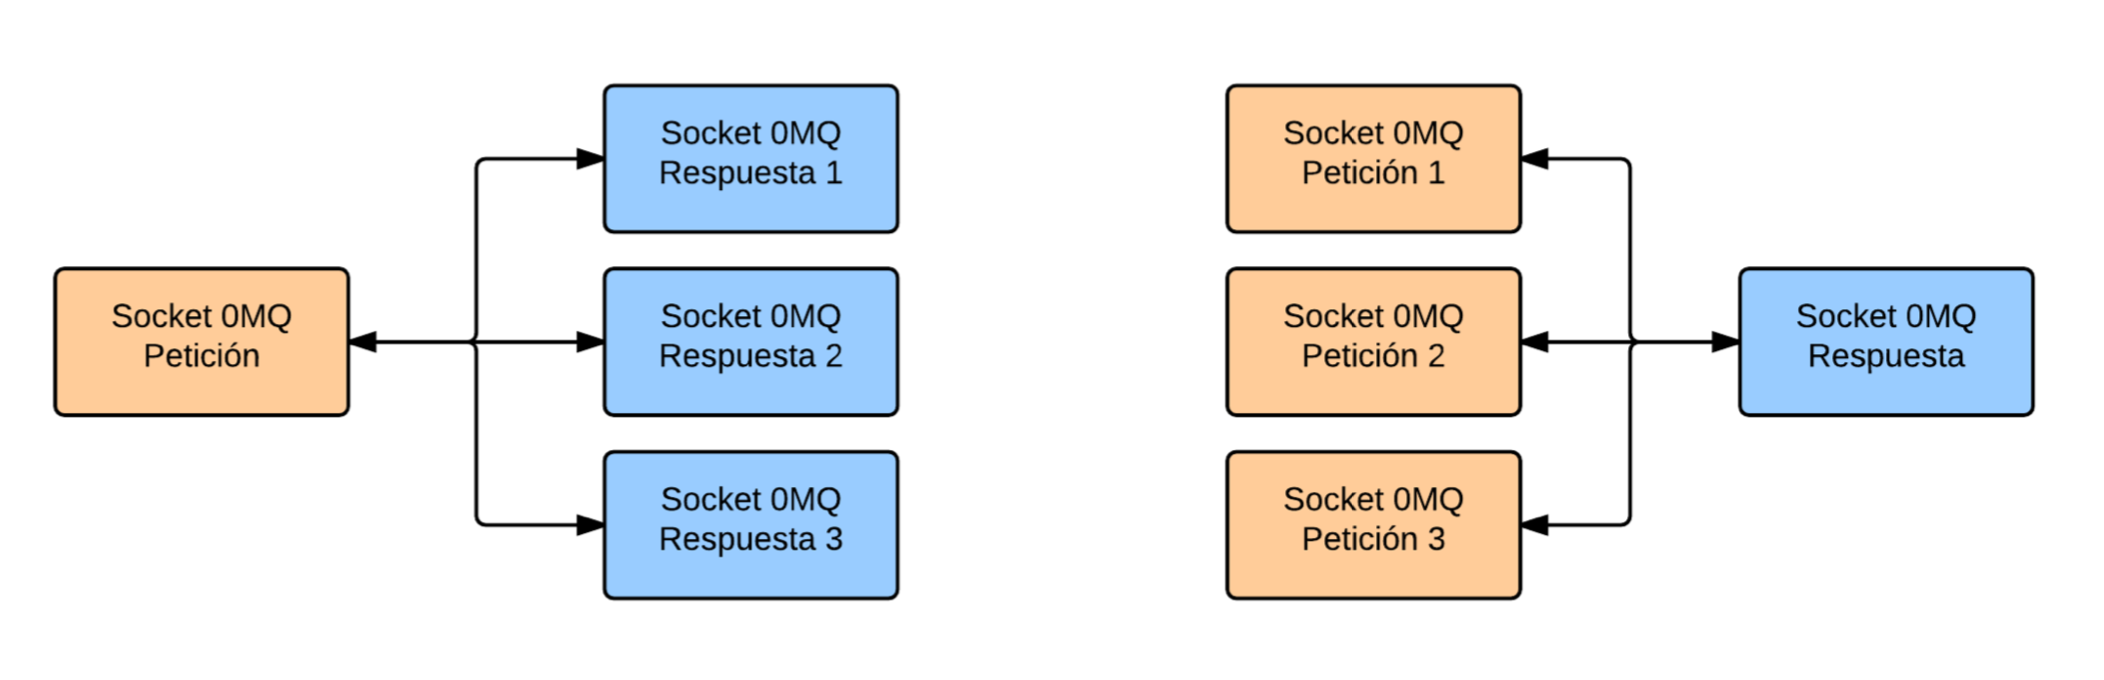 Socket 0MQ
Petición
Socket 0MQ
Respuesta 1
Socket 0MQ
Respuesta 2
Socket 0MQ
Respuesta 3
Socket 0MQ
Petición 1
Socket 0MQ
Petición 2
Socket 0MQ
Petición 3
Socket 0MQ
Respuesta